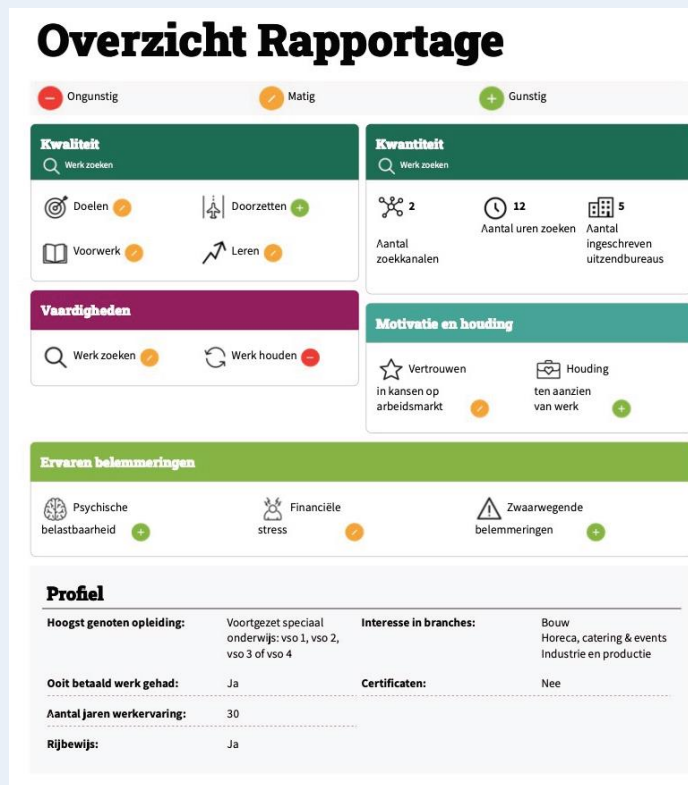 Overzicht Rapportage
Ongunstig
Matig
Gunstig
Kwaliteit
Werk zoeken
Doelen
Doorzetten
Voorwerk
Leren
Kwantiteit
Werk zoeken
2
Aantal
zoekkanalen
12
Aantal uren zoeken
5
Aantal
ingeschreven
uitzendbureaus
Vaardigheden
Werk zoeken
Werk houden
Motivatie en houding
Vertrouwen
in kansen op
arbeidsmarkt
Houding
ten aanzien
van werk
Ervaren belemmeringen
Psychische
belastbaarheid
Financiële
stress
Zwaarwegende
belemmeringen
Profiel
Hoogst genoten opleiding:
Voortgezet speciaal
onderwijs: vso 1, vso 2,
vso 3 of vso 4
Interesse in branches:
Bouw
Horeca, catering & events
Industrie en productie
Ooit betaald werk gehad:
Ja
Certificaten:
Nee
Aantal jaren werkervaring:
30
Rijbewijs:
Ja